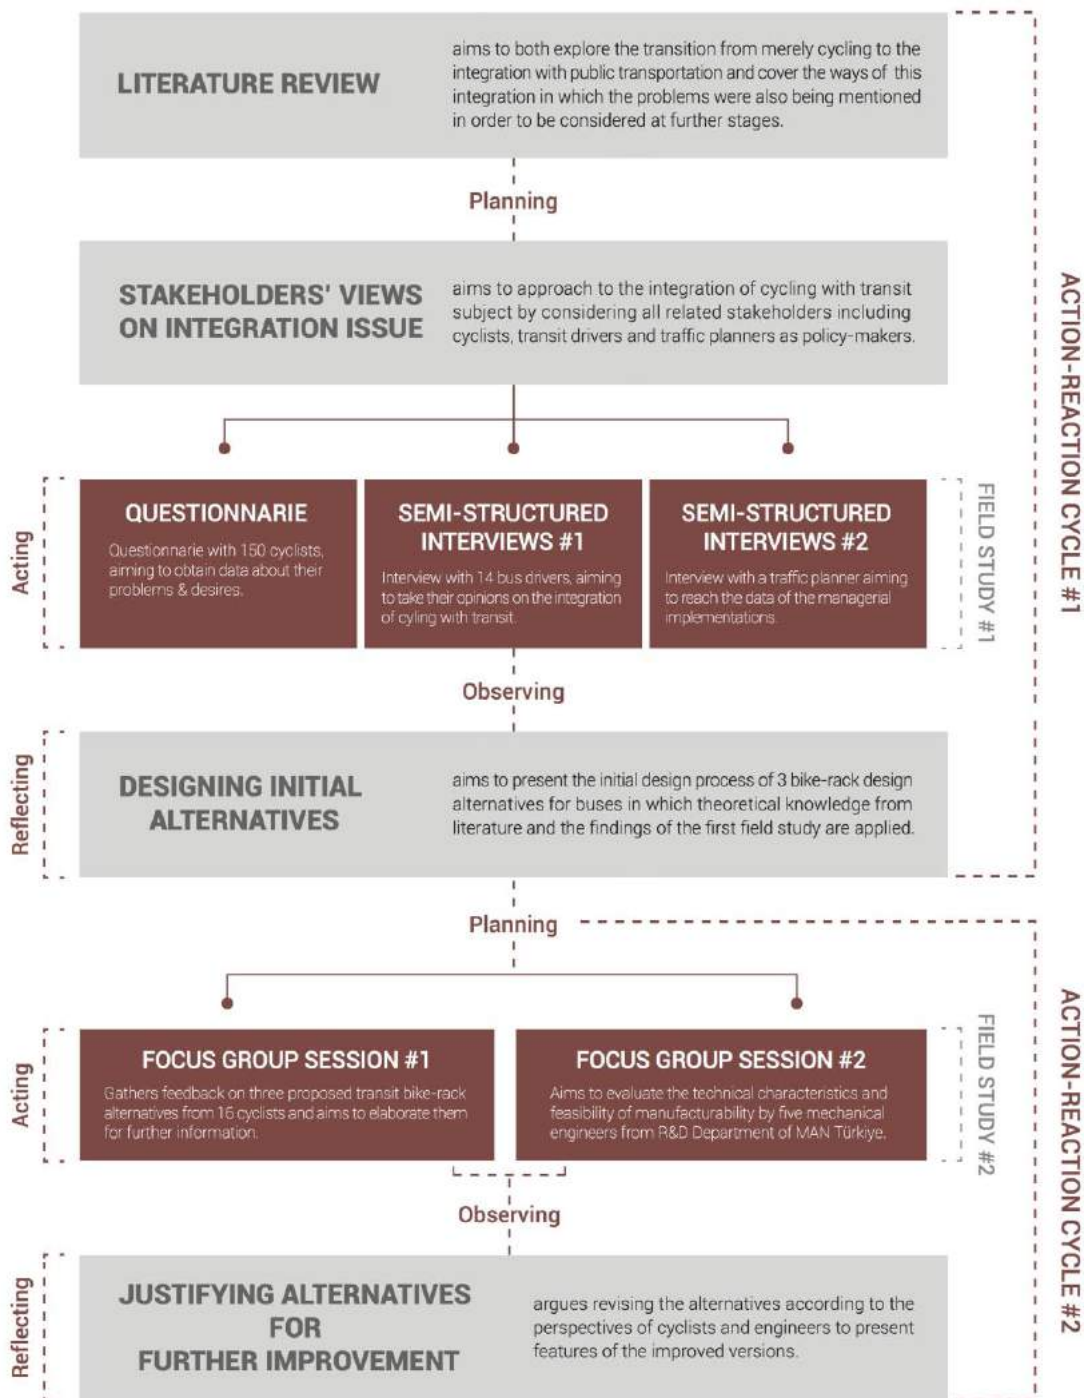 LITERATURE REVIEW
aims to both explore the transition from merely cycling to the
integration with public transportation and cover the ways of this
integration in which the problems were also being mentioned
in order to be considered at further stages.
Planning
STAKEHOLDERS' VIEWS
ON INTEGRATION ISSUE
aims to approach to the integration of cycling with transit
subject by considering all related stakeholders including
cyclists, transit drivers and traffic planners as policy-makers.
ACTION-REACTION CYCLE #1
Acting
QUESTIONNARIE
Questionnarie with 150 cyclists,
aiming to obtain data about their
problems & desires.
SEMI-STRUCTURED
INTERVIEWS #1
Interview with 14 bus drivers, aiming
to take their opinions on the integration
of cyling with transit.
SEMI-STRUCTURED
INTERVIEWS #2
Interview with a traffic planner aiming
to reach the data of the managerial
implementations.
FIELD STUDY #1
Observing
Reflecting
DESIGNING INITIAL
ALTERNATIVES
aims to present the initial design process of 3 bike-rack design
alternatives for buses in which theoretical knowledge from
literature and the findings of the first field study are applied.
Planning
Acting
FOCUS GROUP SESSION #1
Gathers feedback on three proposed transit bike-rack
alternatives from 16 cyclists and aims to elaborate them
for further information.
FOCUS GROUP SESSION #2
Aims to evaluate the technical characteristics and
feasibility of manufacturability by five mechanical
engineers from R&D Department of MAN Türkiye.
FIELD STUDY #2
ACTION-REACTION CYCLE #2
Observing
Reflecting
JUSTIFYING ALTERNATIVES
FOR
FURTHER IMPROVEMENT
argues revising the alternatives according to the
perspectives of cyclists and engineers to present
features of the improved versions.